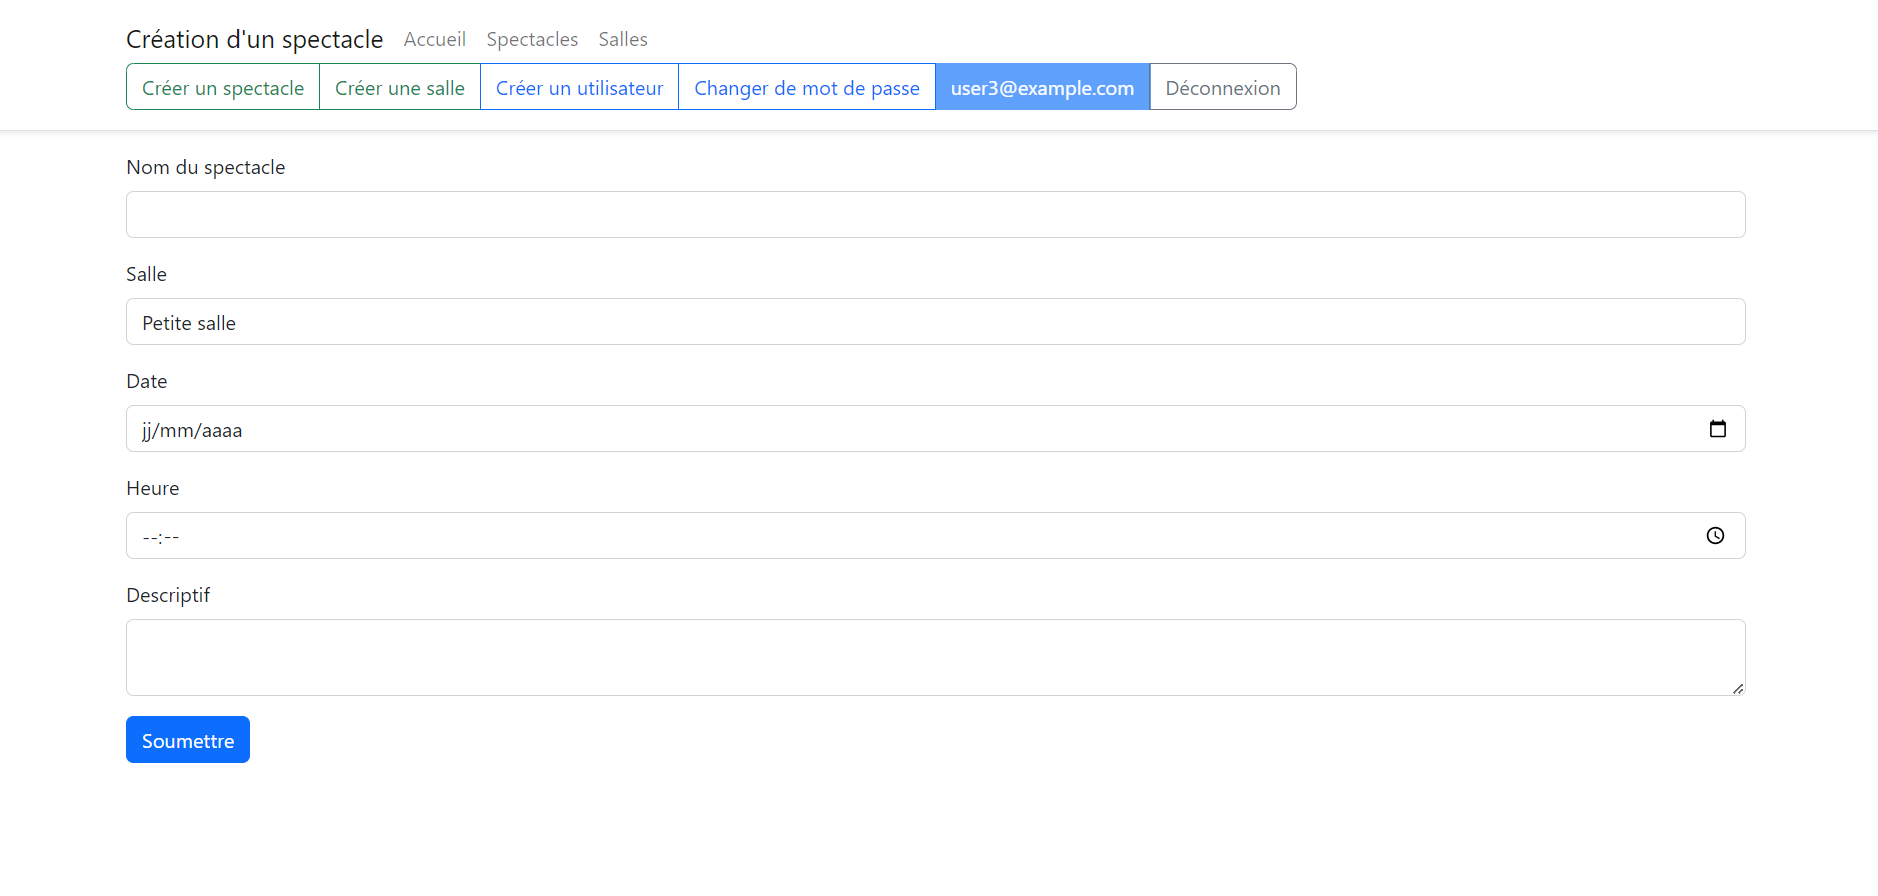 Création d'un spectacle Accueil Spectacles Salles
Créer un spectacle Créer une salle Créer un utilisateur Changer de mot de passe user3@example.com Déconnexion
Nom du spectacle
Salle
Petite salle
Date
jj/mm/aaaa
Heure
--:--
Descriptif
Soumettre